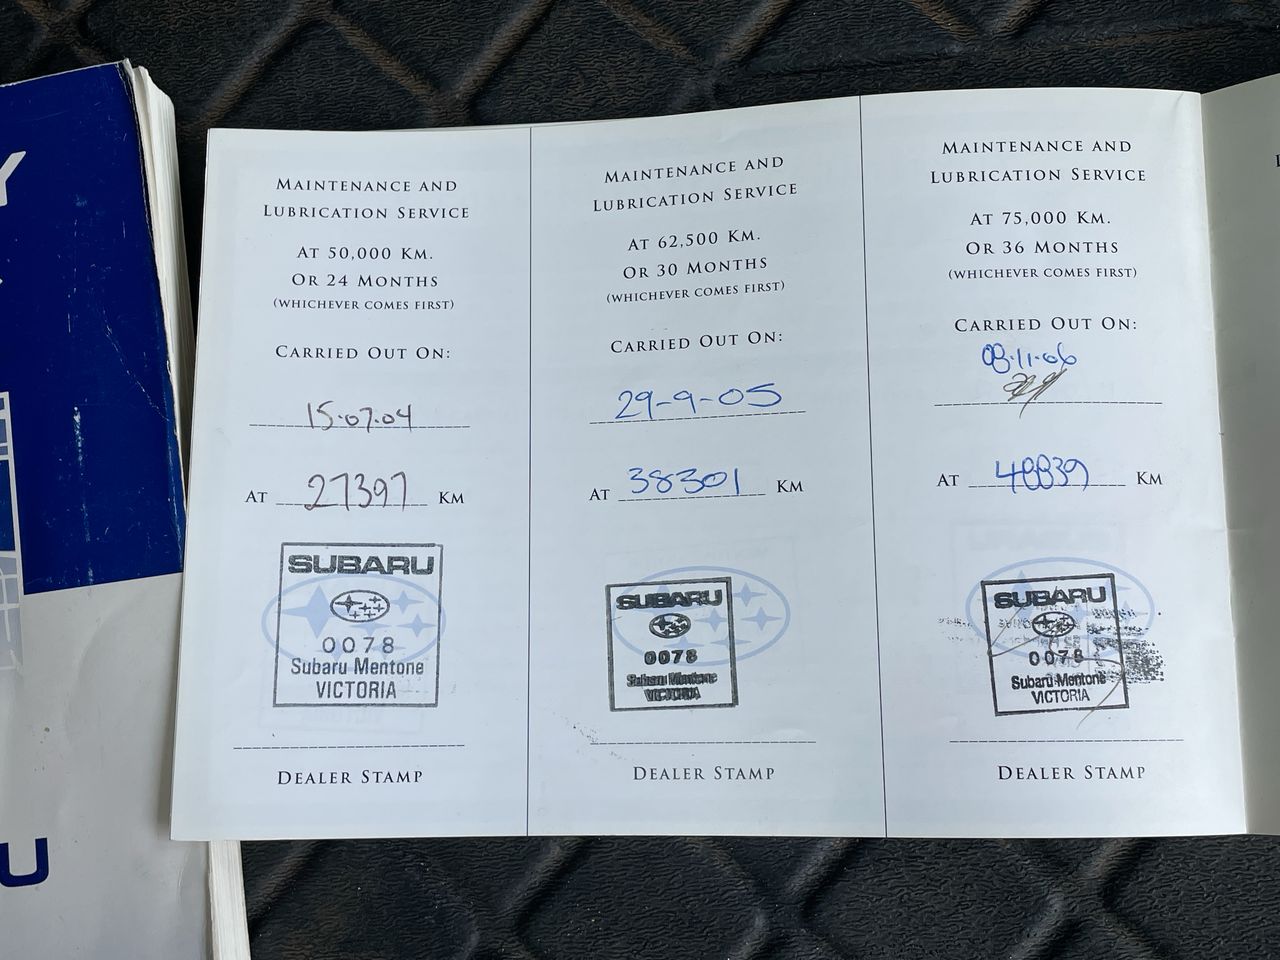 Y
U
MAINTENANCE AND
LUBRICATION SERVICE
AT 50,000 KM.
OR 24 MONTHS
(WHICHEVER COMES FIRST)
CARRIED OUT ON:
15.07.04
AT 27397 KM
SUBARU
0078
Subaru Mentone
VICTORIA
DEALER STAMP
MAINTENANCE AND
LUBRICATION SERVICE
AT 62,500 KM.
OR 30 MONTHS
(WHICHEVER COMES FIRST)
CARRIED OUT ON:
29-9-05
AT 38301 KM
SUBARU
0078
Subaru Mentone
VICTORIA
DEALER STAMP
MAINTENANCE AND
LUBRICATION SERVICE
AT 75,000 KM.
OR 36 MONTHS
(WHICHEVER COMES FIRST)
CARRIED OUT ON:
08.11.06
AT 48839 KM
SUBARU
0078
Subaru Mentone
VICTORIA
DEALER STAMP